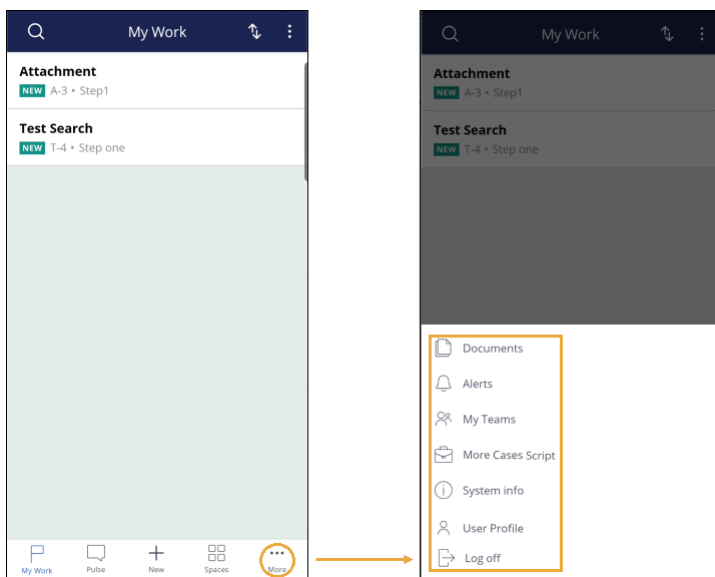 My Work
Attachment
NEW A-3 • Step1
Test Search
NEW T-4 • Step one
My Work Pulse New Spaces More
My Work
Attachment
NEW A-3 • Step1
Test Search
NEW T-4 • Step one
Documents
Alerts
My Teams
More Cases Script
System info
User Profile
Log off